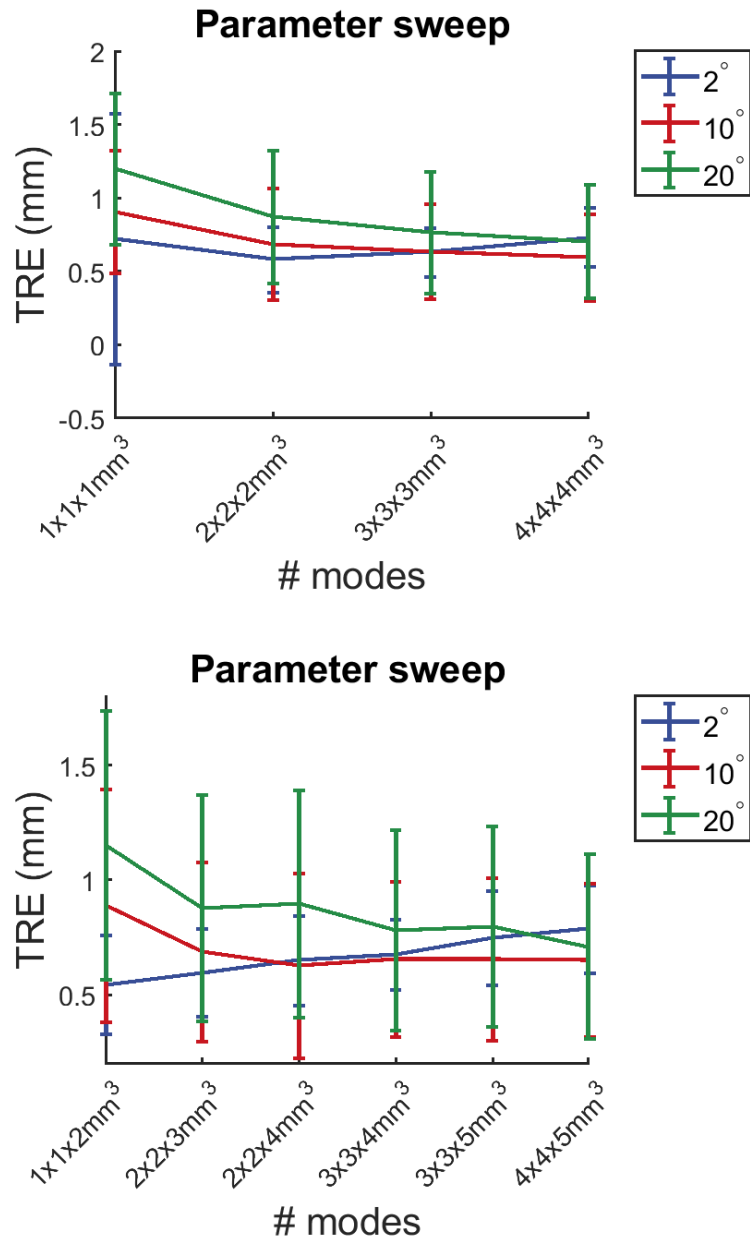 Parameter sweep
2
1.5
1
0.5
0
-0.5
TRE (mm)
1x1x1mm³
2x2x2mm³
3x3x3mm³
4x4x4mm³
# modes
2°
10°
20°
Parameter sweep
1.5
1
0.5
TRE (mm)
1x1x2mm³
2x2x3mm³
2x2x4mm³
3x3x4mm³
3x3x5mm³
4x4x5mm³
# modes
2°
10°
20°